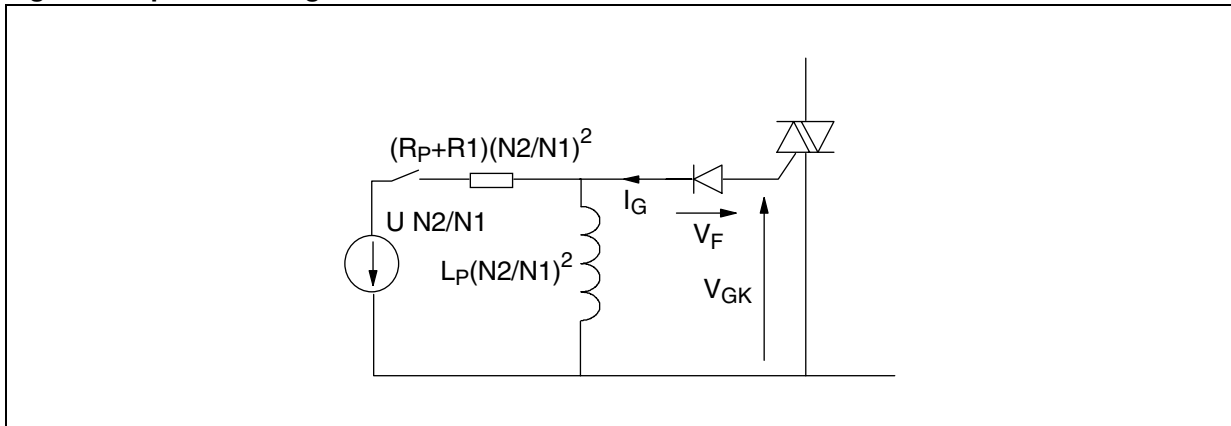 (RP+R1)(N2/N1)²
IG
U N2/N1
VF
LP(N2/N1)²
VGK